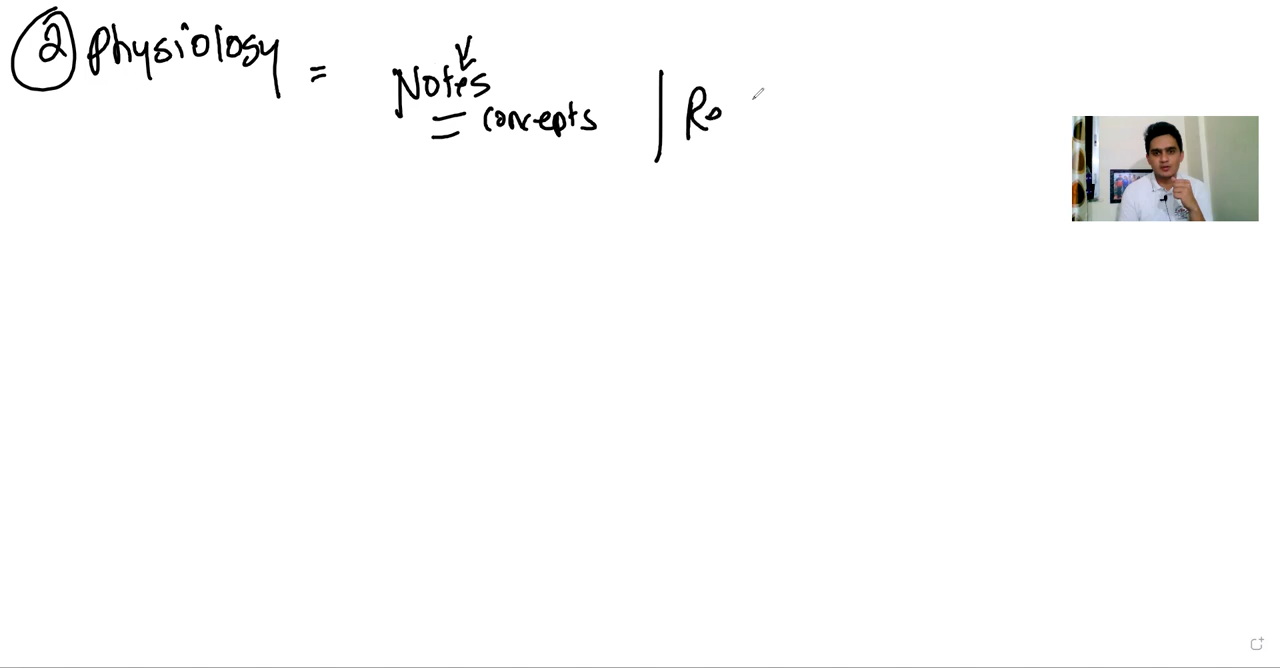 ② Physiology =
Notes | Ro
= concepts